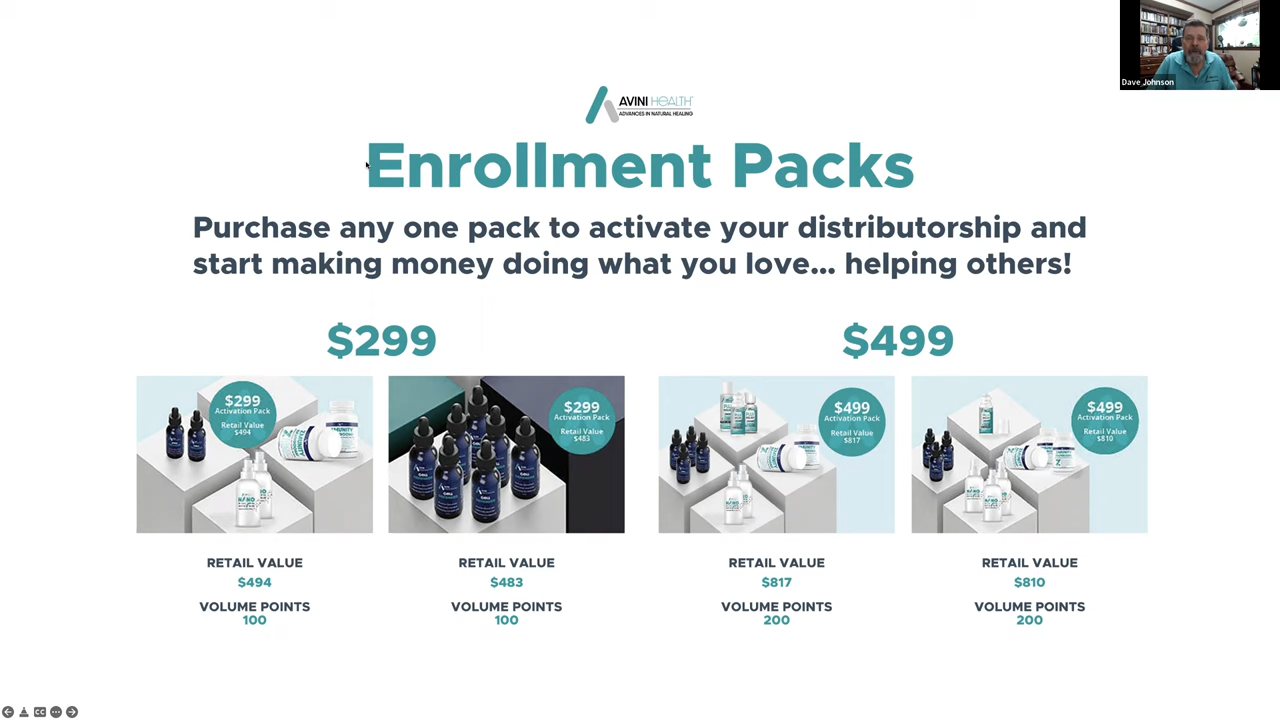 Dave Johnson
AVINI HEALTH
ADVANCES IN NATURAL HEALING
Enrollment Packs
Purchase any one pack to activate your distributorship and
start making money doing what you love... helping others!
$299
$499
$299
Activation Pack
Retail Value
$494
$299
Activation Pack
Retail Value
$483
$499
Activation Pack
Retail Value
$817
$499
Activation Pack
Retail Value
$810
RETAIL VALUE
$494
VOLUME POINTS
100
RETAIL VALUE
$483
VOLUME POINTS
100
RETAIL VALUE
$817
VOLUME POINTS
200
RETAIL VALUE
$810
VOLUME POINTS
200
CC